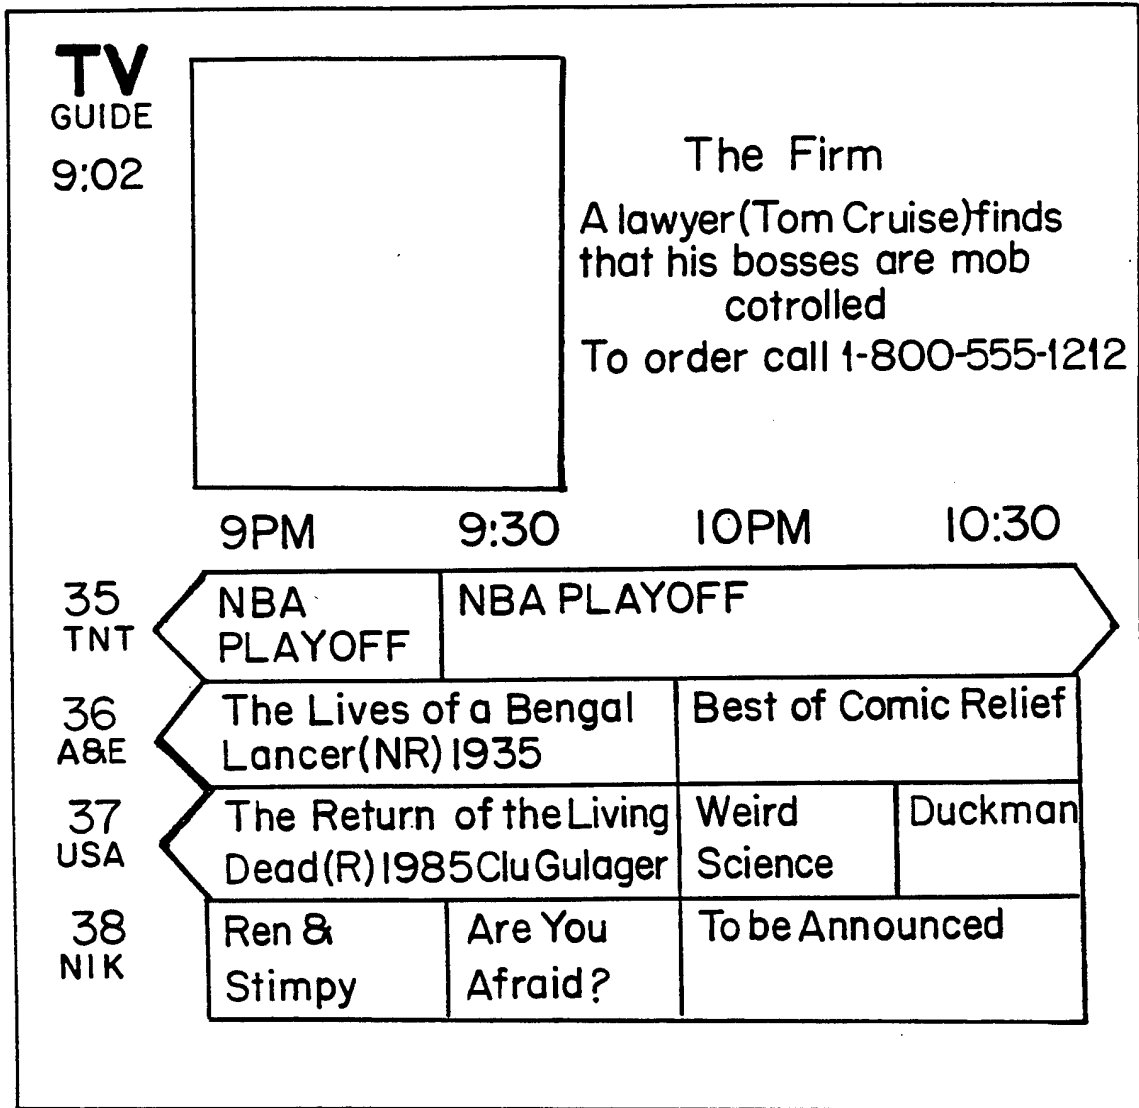 TV
GUIDE
9:02
The Firm
A lawyer(Tom Cruise)finds
that his bosses are mob
cotrolled
To order call 1-800-555-1212
9PM 9:30 10PM 10:30
35
TNT
NBA
PLAYOFF
NBA PLAYOFF
36
A&E
The Lives of a Bengal
Lancer(NR) 1935
Best of Comic Relief
37
USA
The Return of the Living
Dead(R) 1985 Clu Gulager
Weird
Science
Duckman
38
NIK
Ren &
Stimpy
Are You
Afraid?
To be Announced